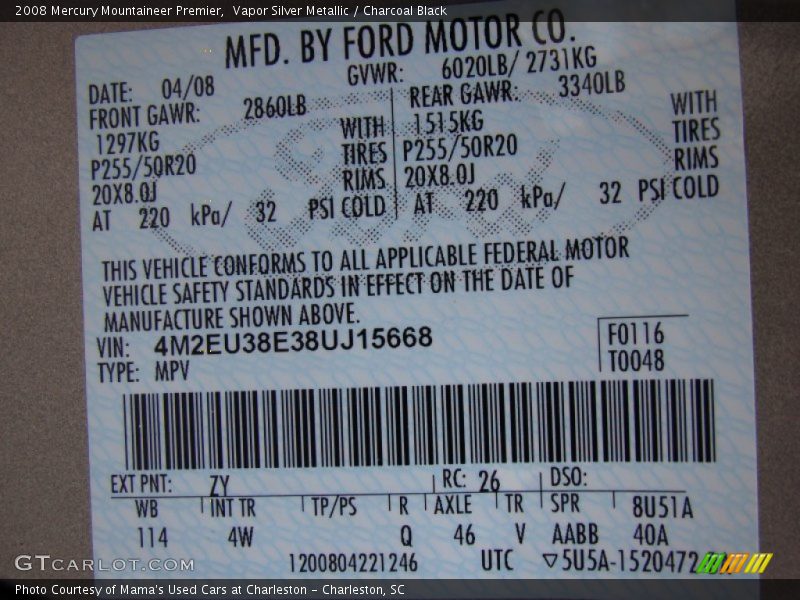 2008 Mercury Mountaineer Premier,  Vapor Silver Metallic / Charcoal Black
MFD. BY FORD MOTOR CO.
DATE: 04/08 GVWR: 6020LB/ 2731KG
FRONT GAWR: 2860LB REAR GAWR: 3340LB
1297KG WITH 1515KG WITH
P255/50R20 TIRES P255/50R20 TIRES
20X8.0J RIMS 20X8.0J RIMS
AT 220 kPa/ 32 PSI COLD AT 220 kPa/ 32 PSI COLD
THIS VEHICLE CONFORMS TO ALL APPLICABLE FEDERAL MOTOR
VEHICLE SAFETY STANDARDS IN EFFECT ON THE DATE OF
MANUFACTURE SHOWN ABOVE.
VIN: 4M2EU38E38UJ15668 F0116
TYPE: MPV T0048
EXT PNT: ZY RC: 26 DSO:
WB INT TR TP/PS R AXLE TR SPR 8U51A
114 4W Q 46 V AABB 40A
1200804221246 UTC ▽5U5A-1520472
GTCARLOT.COM
Photo Courtesy of Mama's Used Cars at Charleston - Charleston, SC